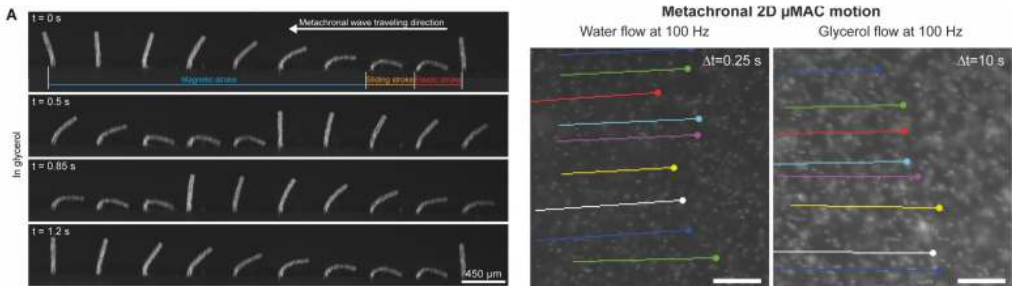 A
t = 0 s
Metachronal wave traveling direction
Magnetic stroke
Sliding stroke
Elastic stroke
t = 0.5 s
In glycerol
t = 0.85 s
t = 1.2 s
450 µm
Metachronal 2D µMAC motion
Water flow at 100 Hz
Glycerol flow at 100 Hz
Δt=0.25 s
Δt=10 s